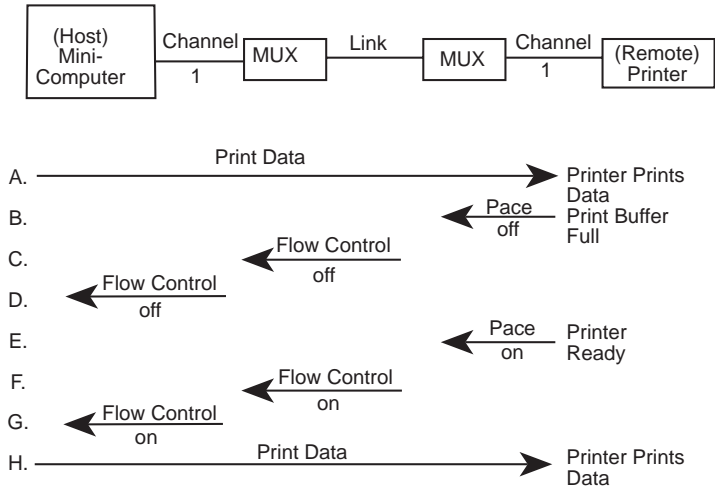 (Host)
Mini-
Computer
Channel
1
MUX
Link
MUX
Channel
1
(Remote)
Printer
A.
Print Data
Printer Prints
Data
B.
Pace
off
Print Buffer
Full
C.
Flow Control
off
D.
Flow Control
off
E.
Pace
on
Printer
Ready
F.
Flow Control
on
G.
Flow Control
on
H.
Print Data
Printer Prints
Data